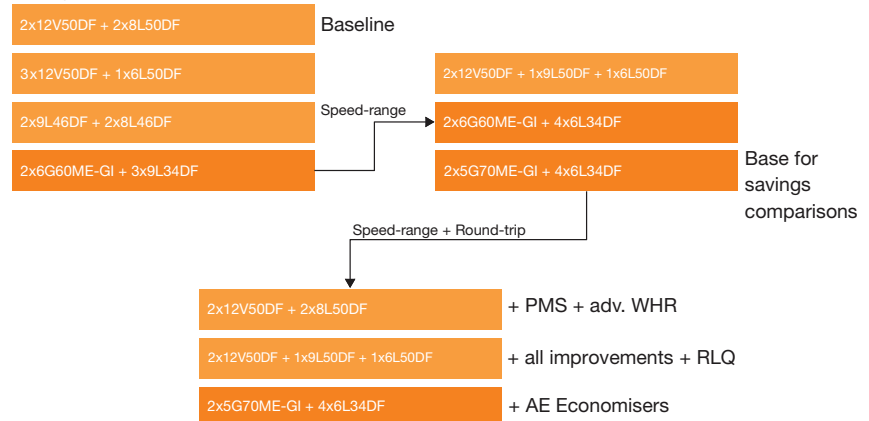 2x12V50DF + 2x8L50DF
Baseline
3x12V50DF + 1x6L50DF
2x9L46DF + 2x8L46DF
2x6G60ME-GI + 3x9L34DF
Speed-range
2x12V50DF + 1x9L50DF + 1x6L50DF
2x6G60ME-GI + 4x6L34DF
2x5G70ME-GI + 4x6L34DF
Base for
savings
comparisons
Speed-range + Round-trip
2x12V50DF + 2x8L50DF
+ PMS + adv. WHR
2x12V50DF + 1x9L50DF + 1x6L50DF
+ all improvements + RLQ
2x5G70ME-GI + 4x6L34DF
+ AE Economisers